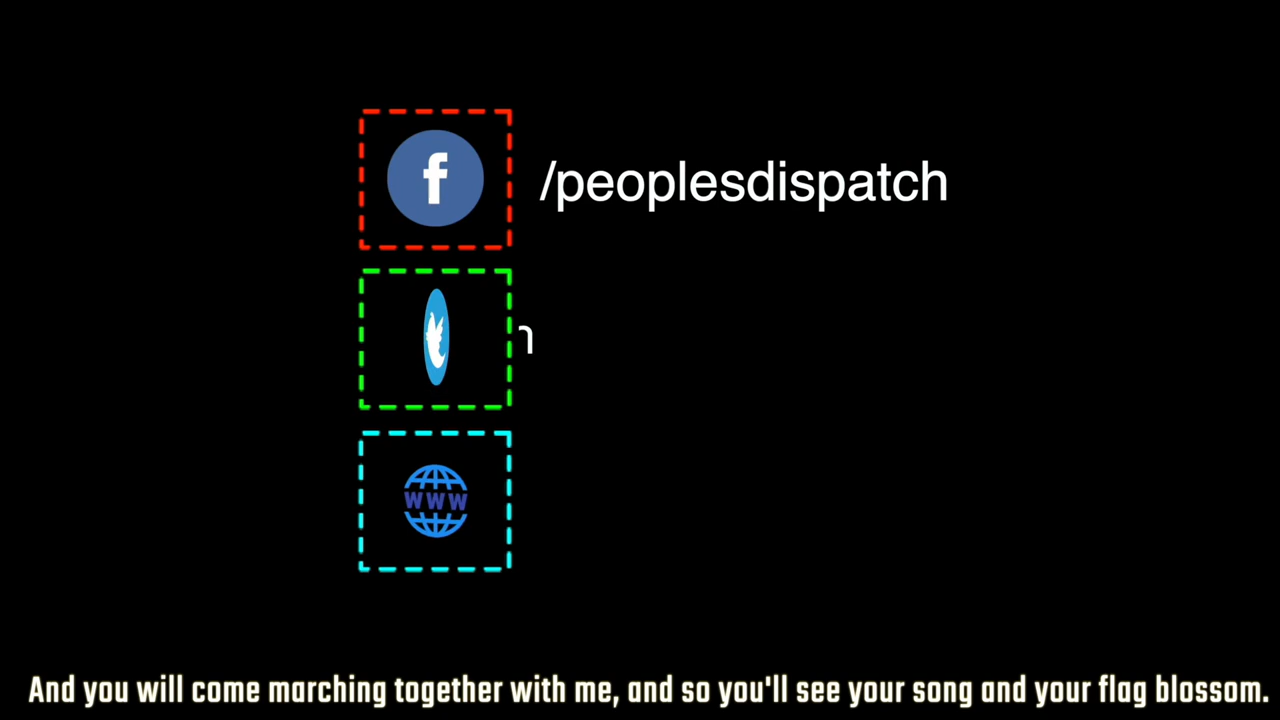 f
/peoplesdispatch
WWW
And you will come marching together with me, and so you'll see your song and your flag blossom.